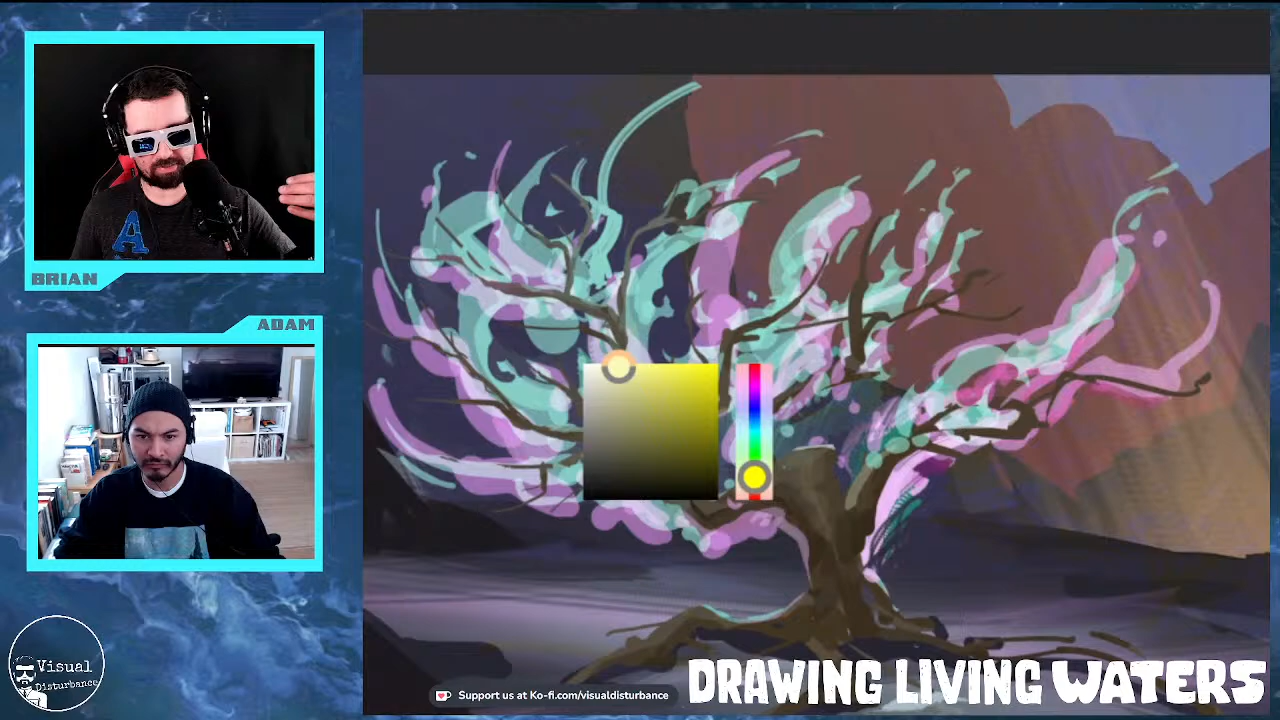 BRIAN
A
ADAM
Visual
Disturbance
Support us at Ko-fi.com/visualdisturbance
DRAWING LIVING WATERS